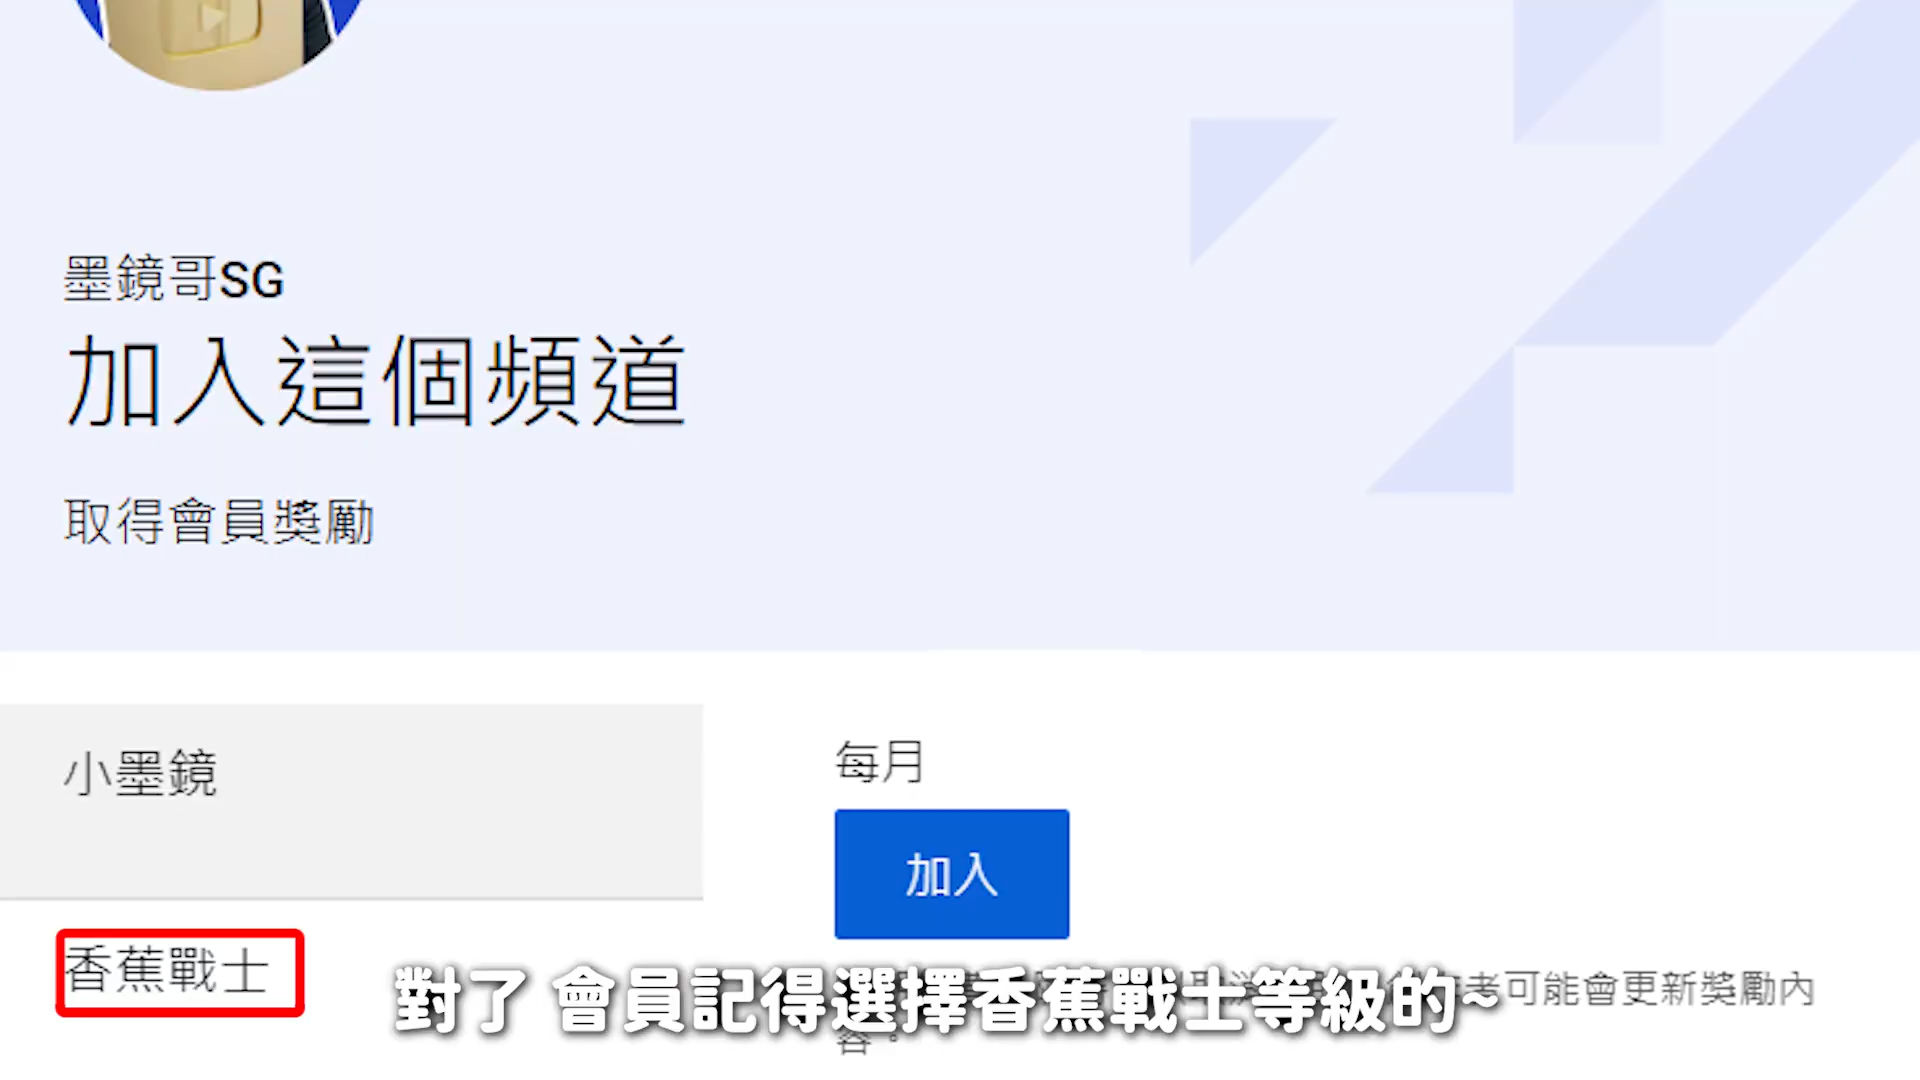 墨鏡哥SG
加入這個頻道
取得會員獎勵
小墨鏡
每月
加入
香蕉戰士
對了 會員記得選擇香蕉戰士等級的~
者可能會更新獎勵內
容。